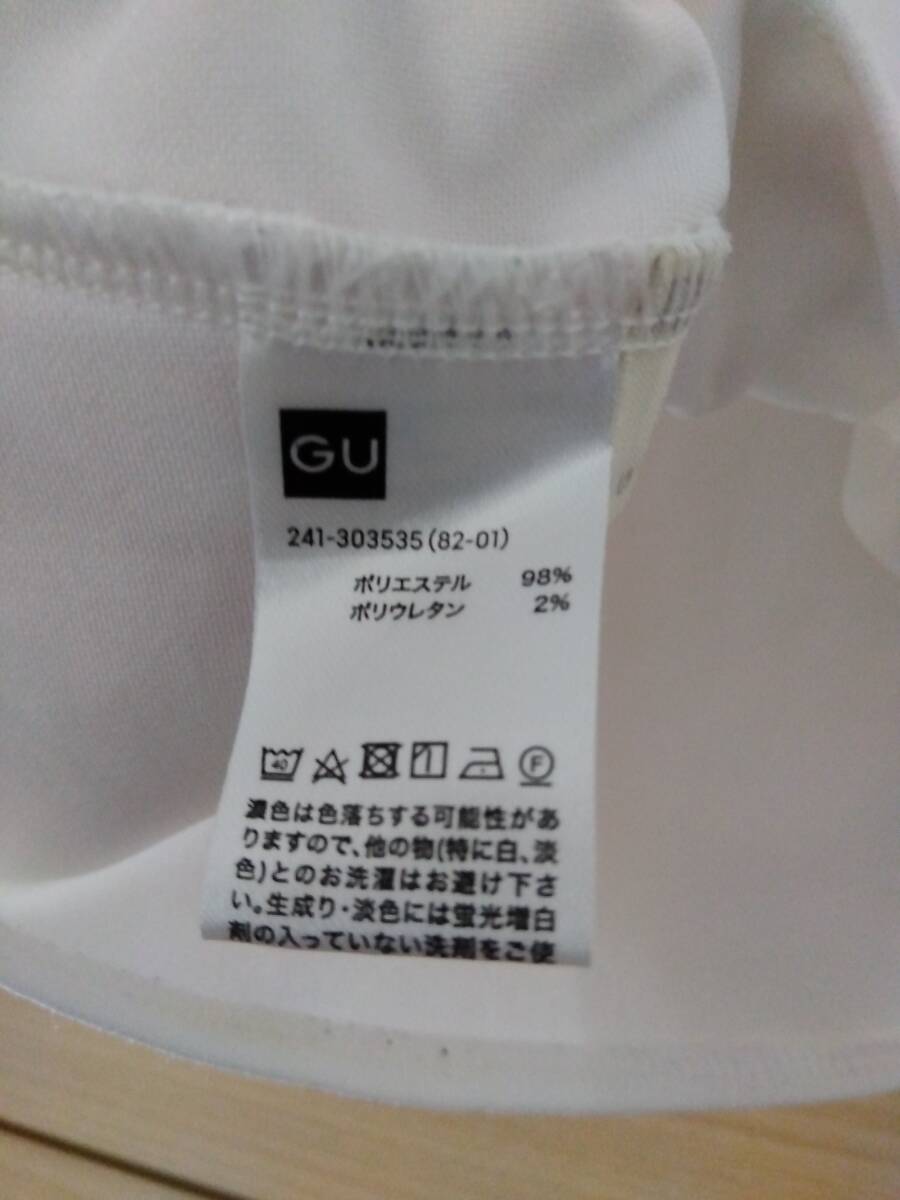 GU
241-303535(82-01)
ポリエステル 98%
ポリウレタン 2%
40
F
濃色は色落ちする可能性があ
りますので、他の物(特に白、淡
色)とのお洗濯はお避け下さ
い。生成り・淡色には蛍光増白
剤の入っていない洗剤をご使